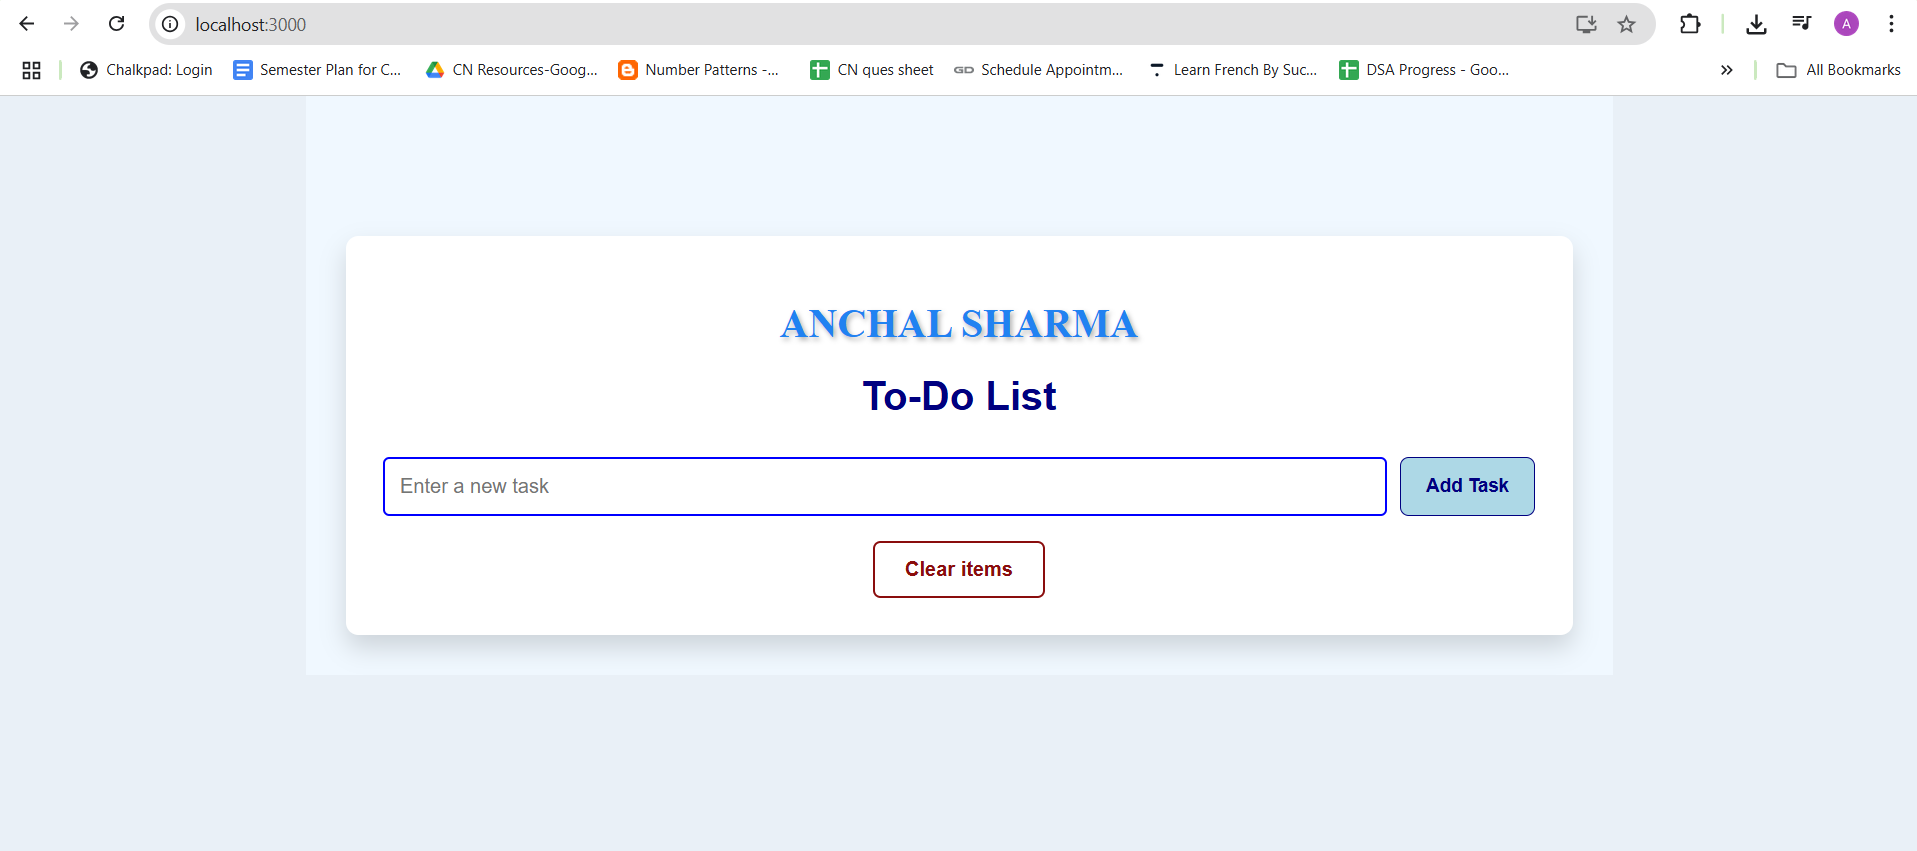 localhost:3000
A
Chalkpad: Login Semester Plan for C... CN Resources-Goog... Number Patterns -... CN ques sheet GD Schedule Appointm... Learn French By Suc... DSA Progress - Goo... All Bookmarks
ANCHAL SHARMA
To-Do List
Enter a new task Add Task
Clear items